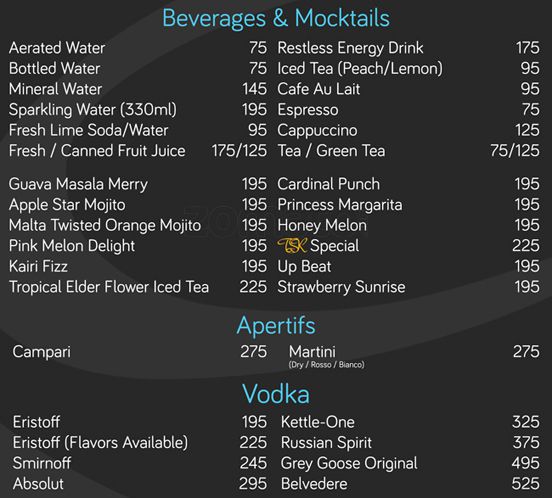 Beverages & Mocktails
Aerated Water 75 Restless Energy Drink 175
Bottled Water 75 Iced Tea (Peach/Lemon) 95
Mineral Water 145 Cafe Au Lait 95
Sparkling Water (330ml) 195 Espresso 75
Fresh Lime Soda/Water 95 Cappuccino 125
Fresh / Canned Fruit Juice 175/125 Tea / Green Tea 75/125
Guava Masala Merry 195 Cardinal Punch 195
Apple Star Mojito 195 Princess Margarita 195
Malta Twisted Orange Mojito 195 Honey Melon 195
Pink Melon Delight 195 TSK Special 225
Kairi Fizz 195 Up Beat 195
Tropical Elder Flower Iced Tea 225 Strawberry Sunrise 195
Apertifs
Campari 275 Martini 275
(Dry / Rosso / Bianco)
Vodka
Eristoff 195 Kettle-One 325
Eristoff (Flavors Available) 225 Russian Spirit 375
Smirnoff 245 Grey Goose Original 495
Absolut 295 Belvedere 525